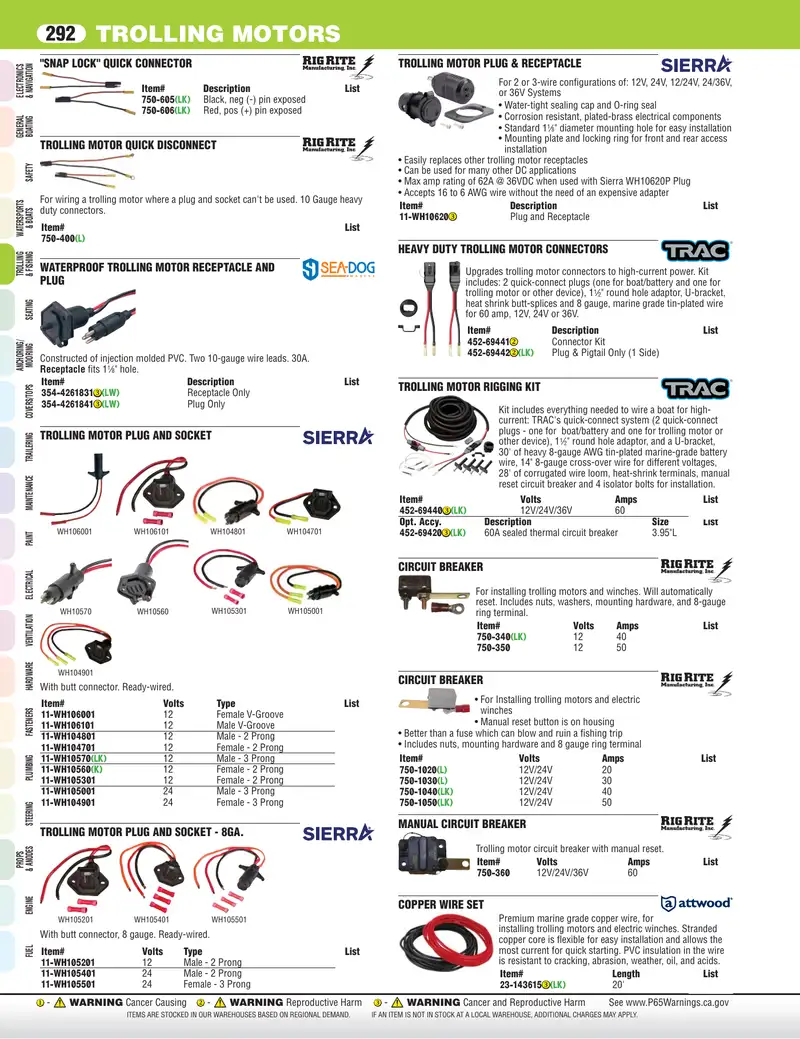 292 TROLLING MOTORS
ELECTRONICS & NAVIGATION
GENERAL BOATING
SAFETY
WATERSPORTS & BOATS
TROLLING & FISHING
SEATING
ANCHORING/ MOORING
COVERSTOPS
TRAILERING
MAINTENANCE
PAINT
ELECTRICAL
VENTILATION
HARDWARE
FASTENERS
PLUMBING
STEERING
PROPS & ANODES
ENGINE
FUEL
"SNAP LOCK" QUICK CONNECTOR
RIG RITE
Manufacturing, Inc.
Item# Description List
750-605(LK) Black, neg (-) pin exposed
750-606(LK) Red, pos (+) pin exposed
TROLLING MOTOR QUICK DISCONNECT
RIG RITE
Manufacturing, Inc.
For wiring a trolling motor where a plug and socket can't be used. 10 Gauge heavy
duty connectors.
Item# List
750-400(L)
WATERPROOF TROLLING MOTOR RECEPTACLE AND
PLUG
SEA-DOG
Constructed of injection molded PVC. Two 10-gauge wire leads. 30A.
Receptacle fits 1⅛" hole.
Item# Description List
354-4261831③(LW) Receptacle Only
354-4261841③(LW) Plug Only
TROLLING MOTOR PLUG AND SOCKET
SIERRA
WH106001 WH106101 WH104801 WH104701
WH10570 WH10560 WH105301 WH105001
WH104901
With butt connector. Ready-wired.
Item# Volts Type List
11-WH106001 12 Female V-Groove
11-WH106101 12 Male V-Groove
11-WH104801 12 Male - 2 Prong
11-WH104701 12 Female - 2 Prong
11-WH10570(LK) 12 Male - 3 Prong
11-WH10560(K) 12 Female - 2 Prong
11-WH105301 12 Female - 2 Prong
11-WH105001 24 Male - 3 Prong
11-WH104901 24 Female - 3 Prong
TROLLING MOTOR PLUG AND SOCKET - 8GA.
SIERRA
WH105201 WH105401 WH105501
With butt connector, 8 gauge. Ready-wired.
Item# Volts Type List
11-WH105201 12 Male - 2 Prong
11-WH105401 24 Male - 2 Prong
11-WH105501 24 Female - 3 Prong
TROLLING MOTOR PLUG & RECEPTACLE
SIERRA
For 2 or 3-wire configurations of: 12V, 24V, 12/24V, 24/36V,
or 36V Systems
• Water-tight sealing cap and O-ring seal
• Corrosion resistant, plated-brass electrical components
• Standard 1⅛" diameter mounting hole for easy installation
• Mounting plate and locking ring for front and rear access
installation
• Easily replaces other trolling motor receptacles
• Can be used for many other DC applications
• Max amp rating of 62A @ 36VDC when used with Sierra WH10620P Plug
• Accepts 16 to 6 AWG wire without the need of an expensive adapter
Item# Description List
11-WH10620③ Plug and Receptacle
HEAVY DUTY TROLLING MOTOR CONNECTORS
TRAC
Upgrades trolling motor connectors to high-current power. Kit
includes: 2 quick-connect plugs (one for boat/battery and one for
trolling motor or other device), 1½" round hole adaptor, U-bracket,
heat shrink butt-splices and 8 gauge, marine grade tin-plated wire
for 60 amp, 12V, 24V or 36V.
Item# Description List
452-69441② Connector Kit
452-69442②(LK) Plug & Pigtail Only (1 Side)
TROLLING MOTOR RIGGING KIT
TRAC
Kit includes everything needed to wire a boat for high-
current: TRAC's quick-connect system (2 quick-connect
plugs - one for boat/battery and one for trolling motor or
other device), 1½" round hole adaptor, and a U-bracket,
30' of heavy 8-gauge AWG tin-plated marine-grade battery
wire, 14" 8-gauge cross-over wire for different voltages,
28' of corrugated wire loom, heat-shrink terminals, manual
reset circuit breaker and 4 isolator bolts for installation.
Item# Volts Amps List
452-69440③(LK) 12V/24V/36V 60
Opt. Accy. Description Size List
452-69420③(LK) 60A sealed thermal circuit breaker 3.95"L
CIRCUIT BREAKER
RIG RITE
Manufacturing, Inc.
For installing trolling motors and winches. Will automatically
reset. Includes nuts, washers, mounting hardware, and 8-gauge
ring terminal.
Item# Volts Amps List
750-340(LK) 12 40
750-350 12 50
CIRCUIT BREAKER
RIG RITE
Manufacturing, Inc.
• For Installing trolling motors and electric
winches
• Manual reset button is on housing
• Better than a fuse which can blow and ruin a fishing trip
• Includes nuts, mounting hardware and 8 gauge ring terminal
Item# Volts Amps List
750-1020(L) 12V/24V 20
750-1030(L) 12V/24V 30
750-1040(LK) 12V/24V 40
750-1050(LK) 12V/24V 50
MANUAL CIRCUIT BREAKER
RIG RITE
Manufacturing, Inc.
Trolling motor circuit breaker with manual reset.
Item# Volts Amps List
750-360 12V/24V/36V 60
COPPER WIRE SET
attwood
Premium marine grade copper wire, for
installing trolling motors and electric winches. Stranded
copper core is flexible for easy installation and allows the
most current for quick starting. PVC insulation in the wire
is resistant to cracking, abrasion, weather, oil, and acids.
Item# Length List
23-143615③(LK) 20'
① - WARNING Cancer Causing ② - WARNING Reproductive Harm ③ - WARNING Cancer and Reproductive Harm See www.P65Warnings.ca.gov
ITEMS ARE STOCKED IN OUR WAREHOUSES BASED ON REGIONAL DEMAND. IF AN ITEM IS NOT IN STOCK AT A LOCAL WAREHOUSE, ADDITIONAL CHARGES MAY APPLY.